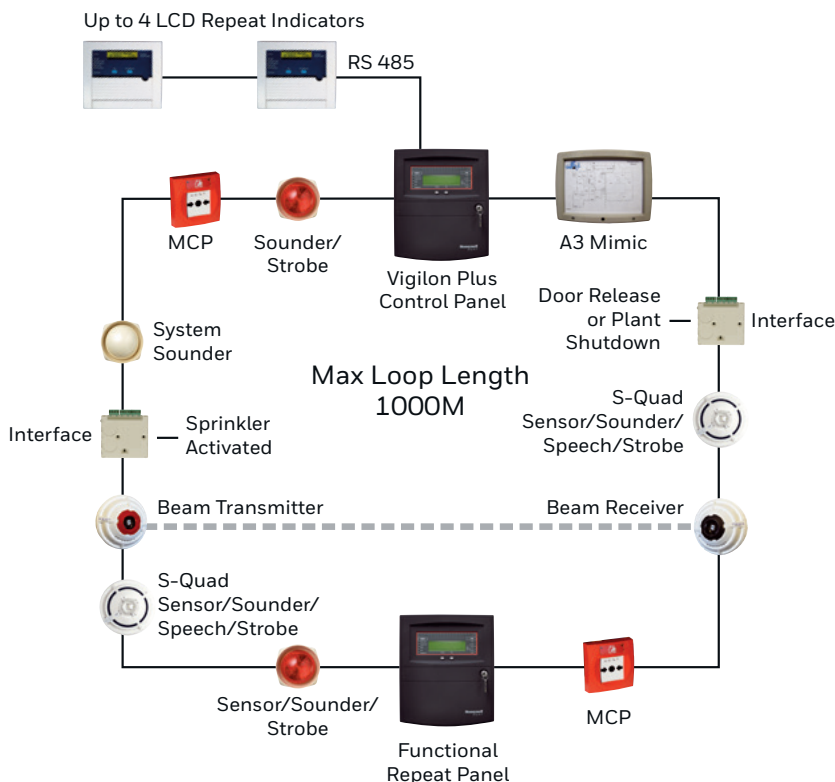 Up to 4 LCD Repeat Indicators
RS 485
MCP
Sounder/
Strobe
Vigilon Plus
Control Panel
A3 Mimic
Door Release
or Plant
Shutdown
Interface
System
Sounder
Max Loop Length
1000M
S-Quad
Sensor/Sounder/
Speech/Strobe
Interface
Sprinkler
Activated
Beam Transmitter
Beam Receiver
S-Quad
Sensor/Sounder/
Speech/Strobe
Sensor/Sounder/
Strobe
Functional
Repeat Panel
MCP